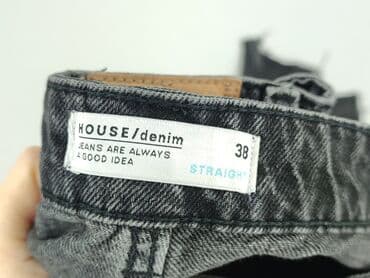 HOUSE/denim
JEANS ARE ALWAYS
A GOOD IDEA
38
STRAIGHT